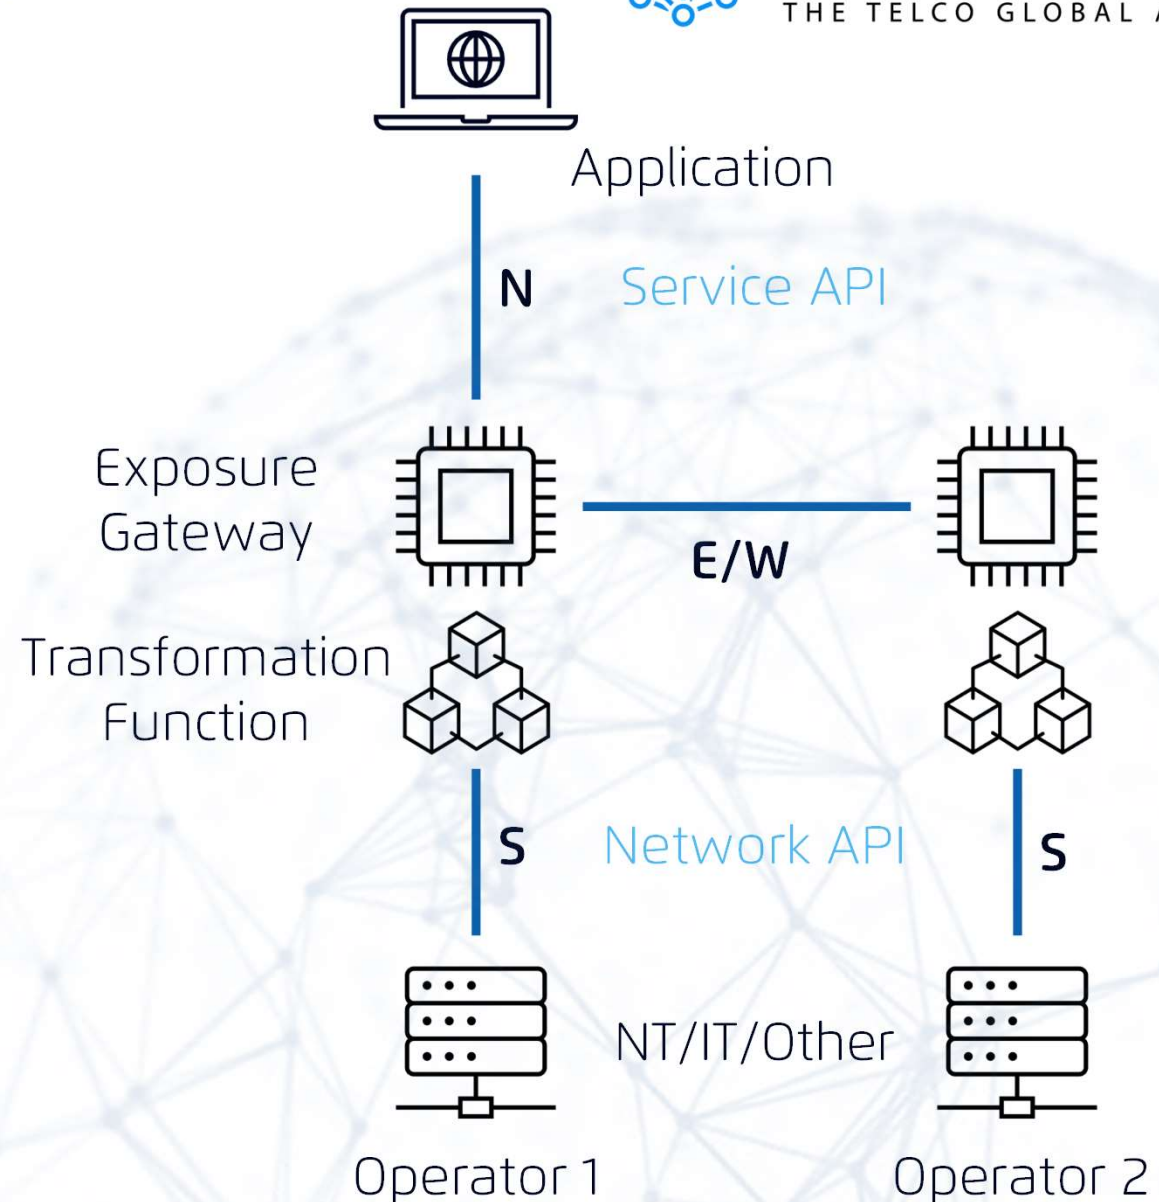 THE TELCO GLOBAL
Application
N
Service API
Exposure
Gateway
E/W
Transformation
Function
S
Network API
S
NT/IT/Other
Operator 1
Operator 2